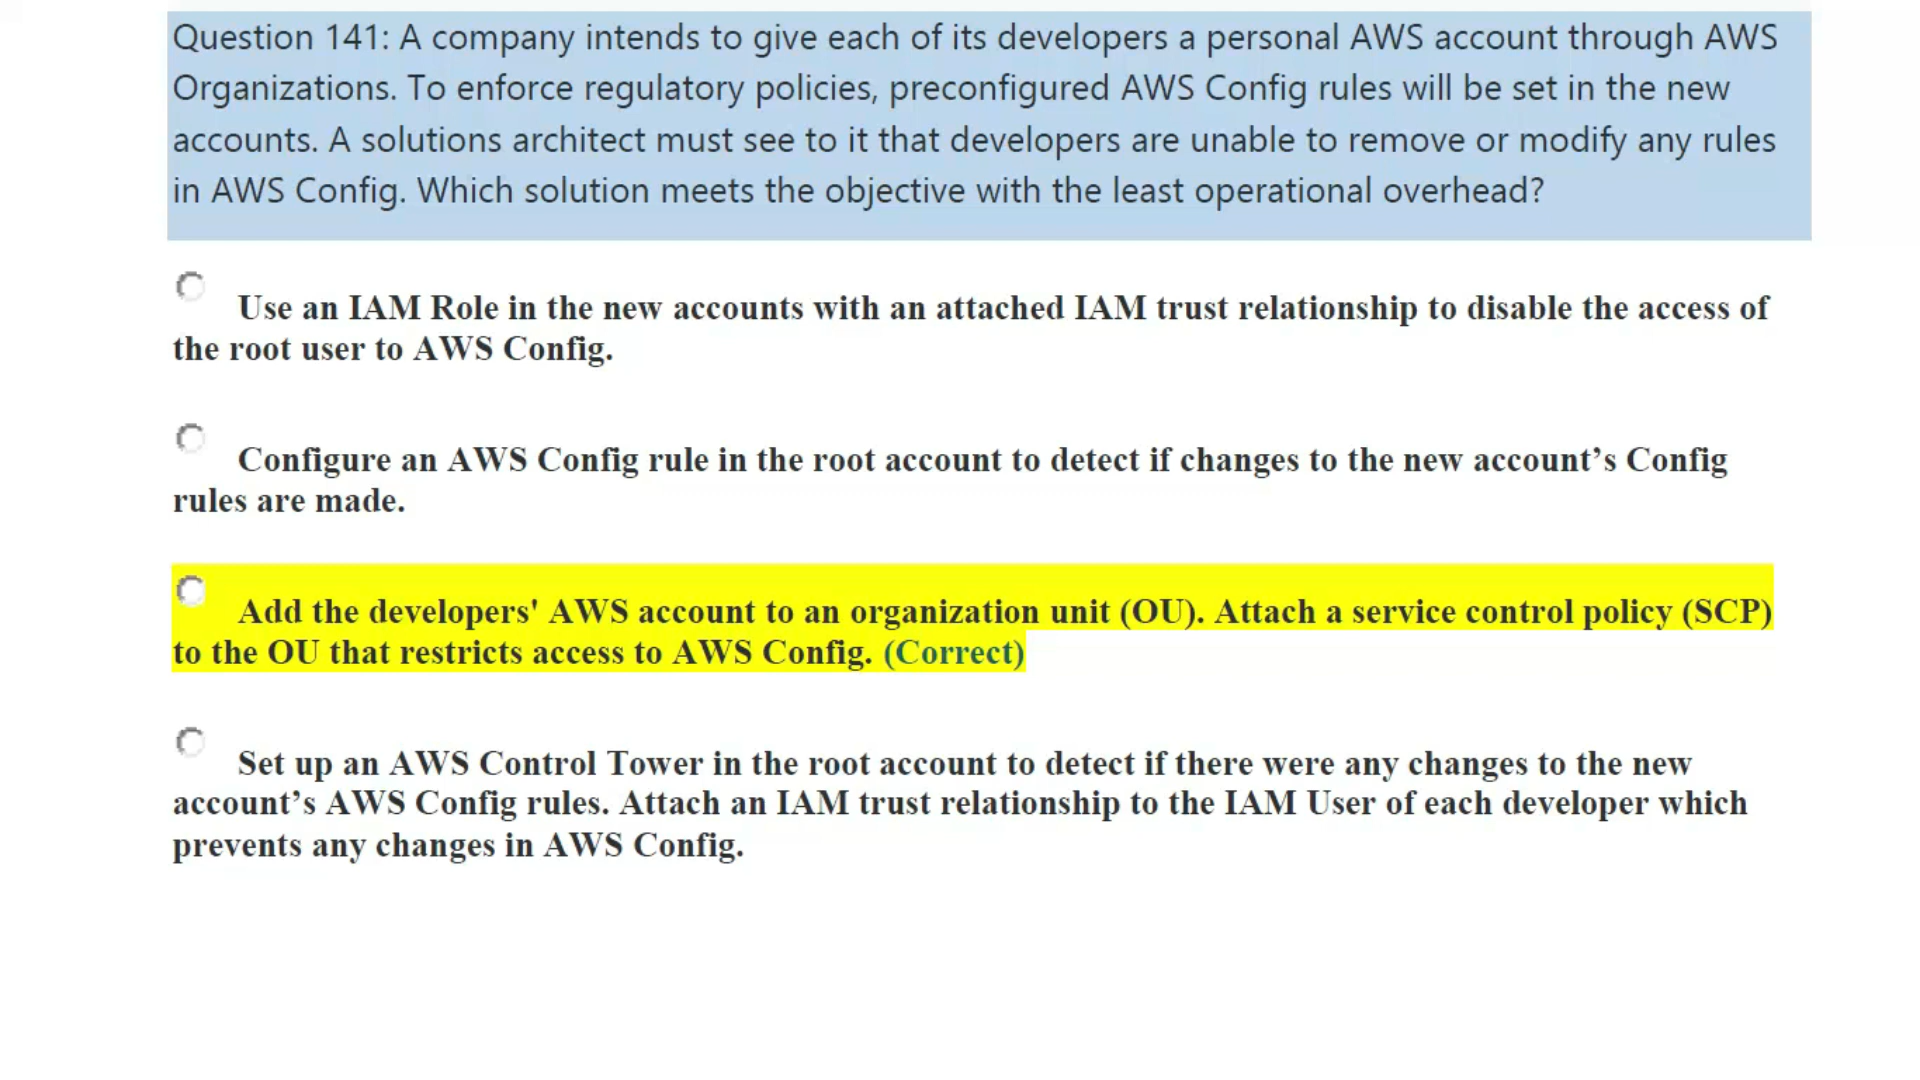 Question 141: A company intends to give each of its developers a personal AWS account through AWS
Organizations. To enforce regulatory policies, preconfigured AWS Config rules will be set in the new
accounts. A solutions architect must see to it that developers are unable to remove or modify any rules
in AWS Config. Which solution meets the objective with the least operational overhead?
Use an IAM Role in the new accounts with an attached IAM trust relationship to disable the access of
the root user to AWS Config.
Configure an AWS Config rule in the root account to detect if changes to the new account’s Config
rules are made.
Add the developers' AWS account to an organization unit (OU). Attach a service control policy (SCP)
to the OU that restricts access to AWS Config. (Correct)
Set up an AWS Control Tower in the root account to detect if there were any changes to the new
account’s AWS Config rules. Attach an IAM trust relationship to the IAM User of each developer which
prevents any changes in AWS Config.